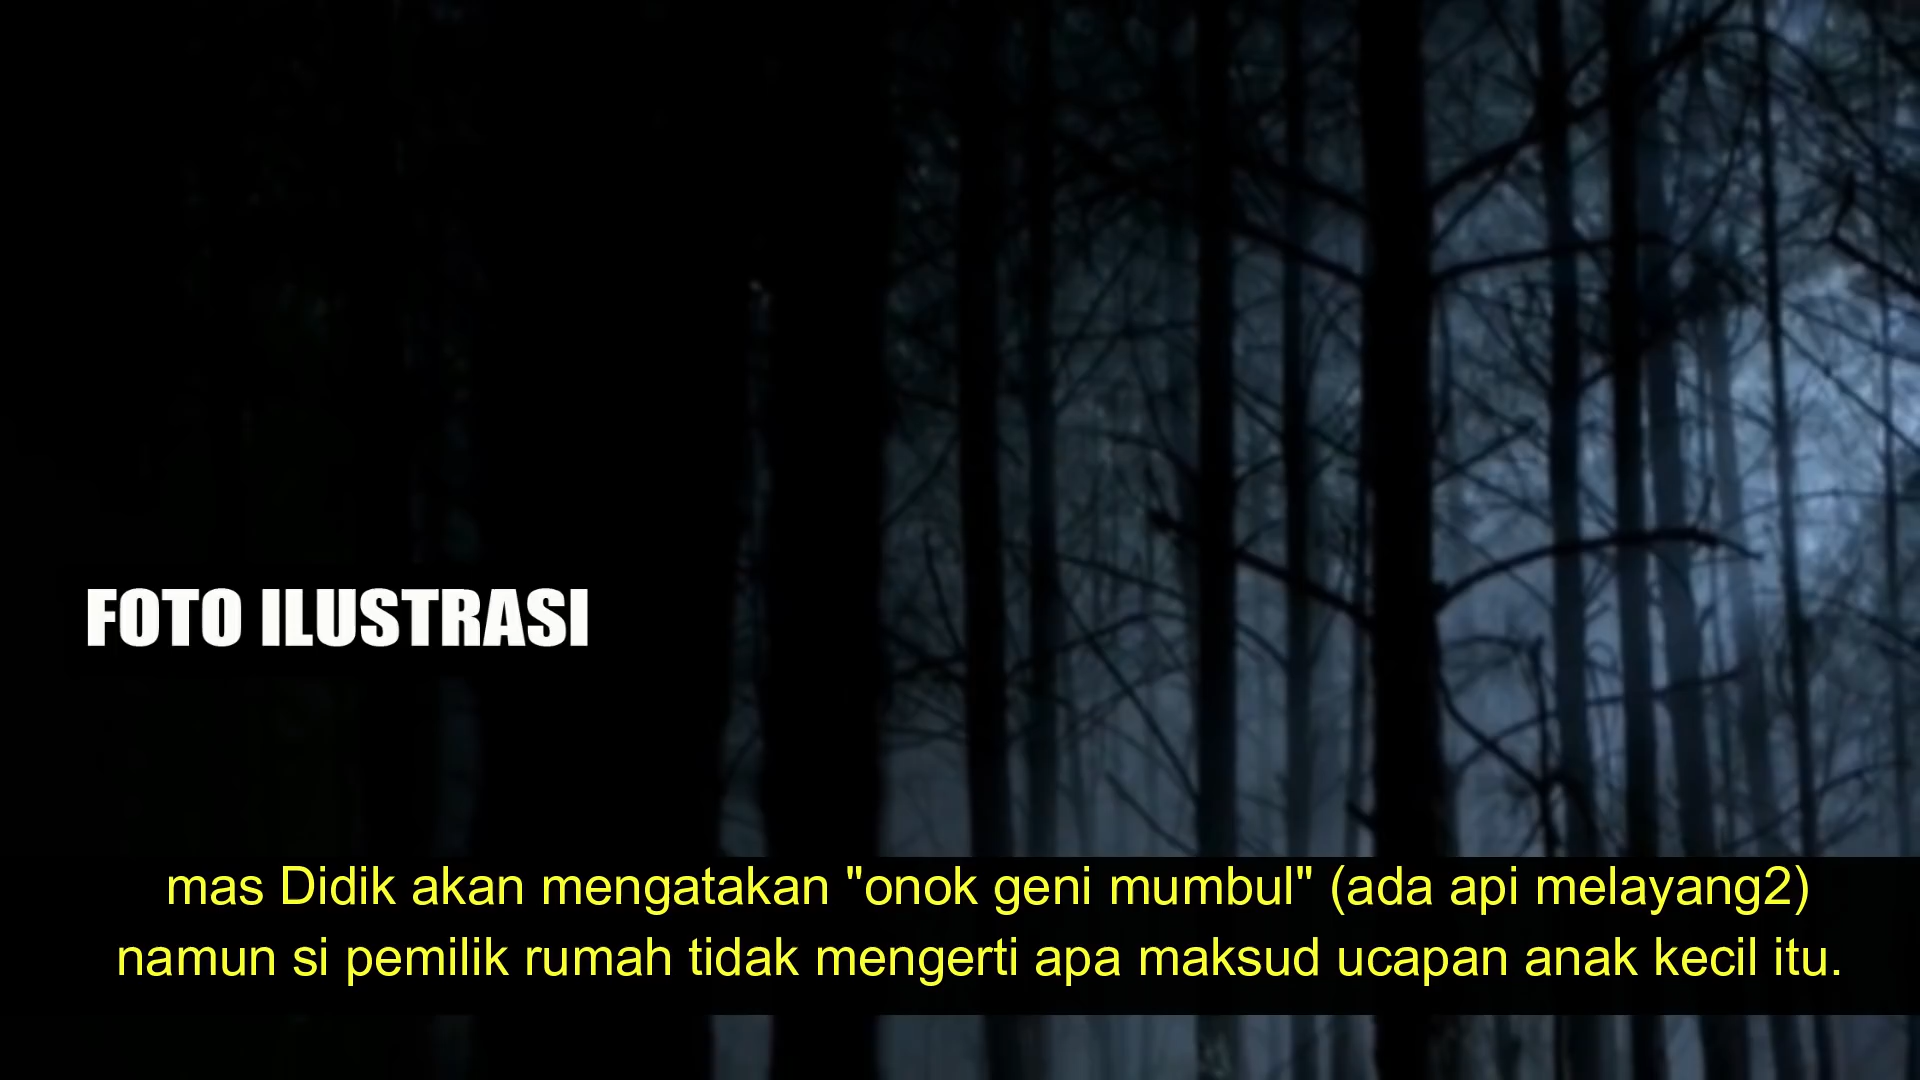 FOTO ILUSTRASI
mas Didik akan mengatakan "onok geni mumbul" (ada api melayang2)
namun si pemilik rumah tidak mengerti apa maksud ucapan anak kecil itu.